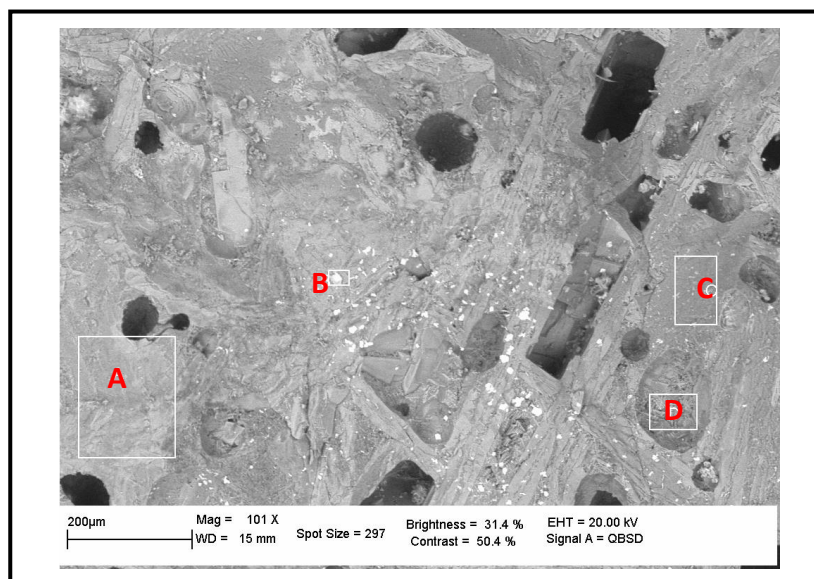 B
C
A
D
200µm
Mag = 101 X
WD = 15 mm
Spot Size = 297
Brightness = 31.4 %
Contrast = 50.4 %
EHT = 20.00 kV
Signal A = QBSD